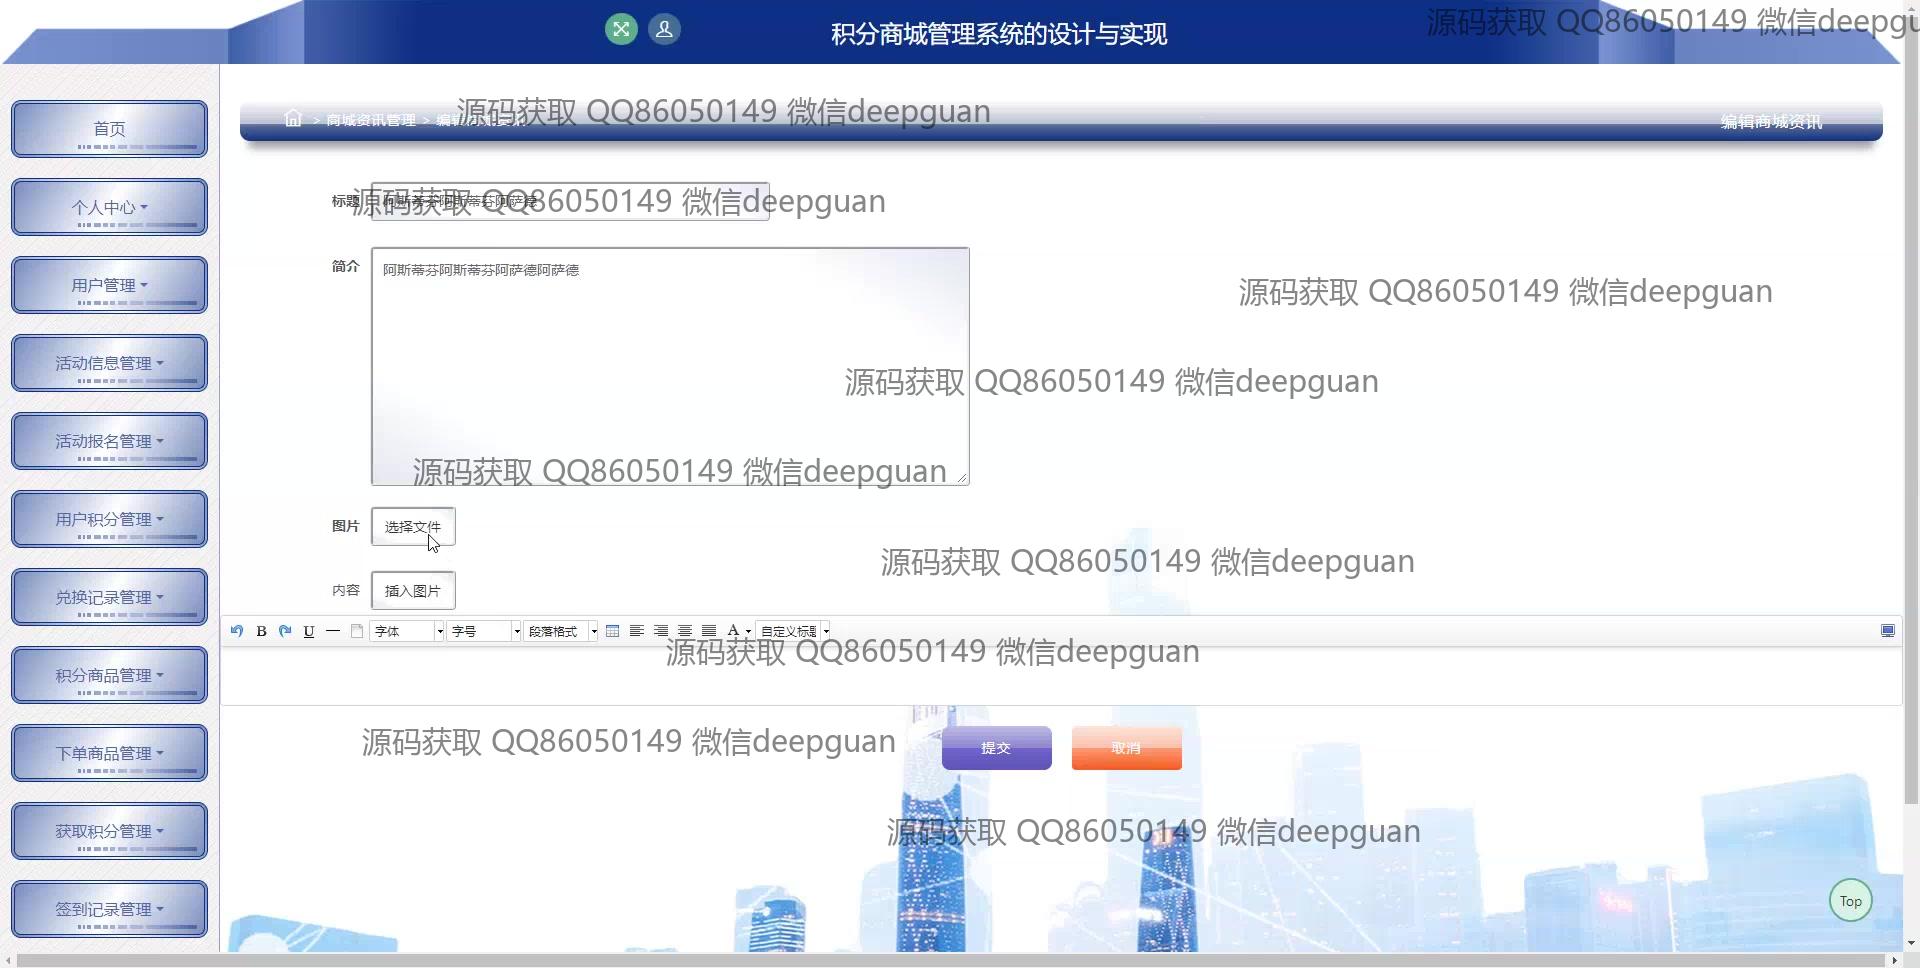 积分商城管理系统的设计与实现
源码获取 QQ86050149 微信deepgu
首页
个人中心
用户管理
活动信息管理
活动报名管理
用户积分管理
兑换记录管理
积分商品管理
下单商品管理
获取积分管理
签到记录管理
源码获取 QQ86050149 微信deepguan
> 商城资讯管理 > 编辑商城资讯
编辑商城资讯
标题
源码获取 QQ86050149 微信deepguan
简介
阿斯蒂芬阿斯蒂芬阿萨德阿萨德
源码获取 QQ86050149 微信deepguan
源码获取 QQ86050149 微信deepguan
源码获取 QQ86050149 微信deepguan
图片 选择文件
源码获取 QQ86050149 微信deepguan
内容 插入图片
B U 字体 字号 段落格式 A 自定义标题
源码获取 QQ86050149 微信deepguan
源码获取 QQ86050149 微信deepguan
提交 取消
源码获取 QQ86050149 微信deepguan
Top